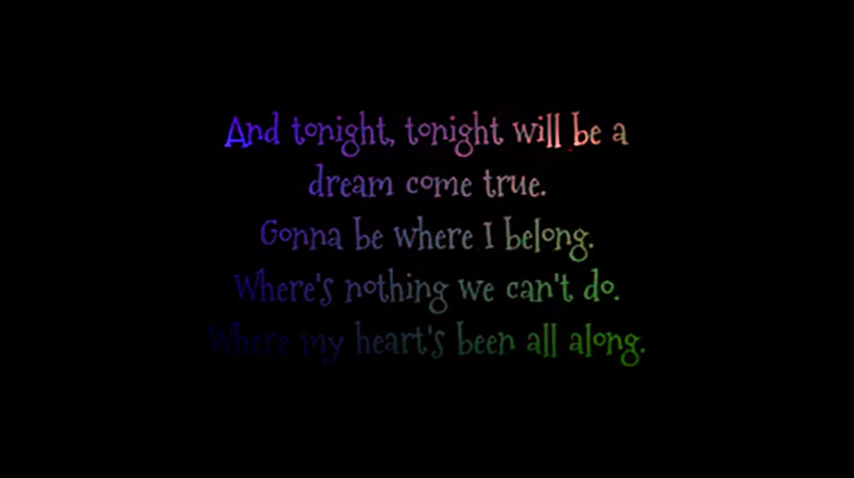 And tonight, tonight will be a
dream come true.
Gonna be where I belong.
Where's nothing we can't do.
Where my heart's been all along.